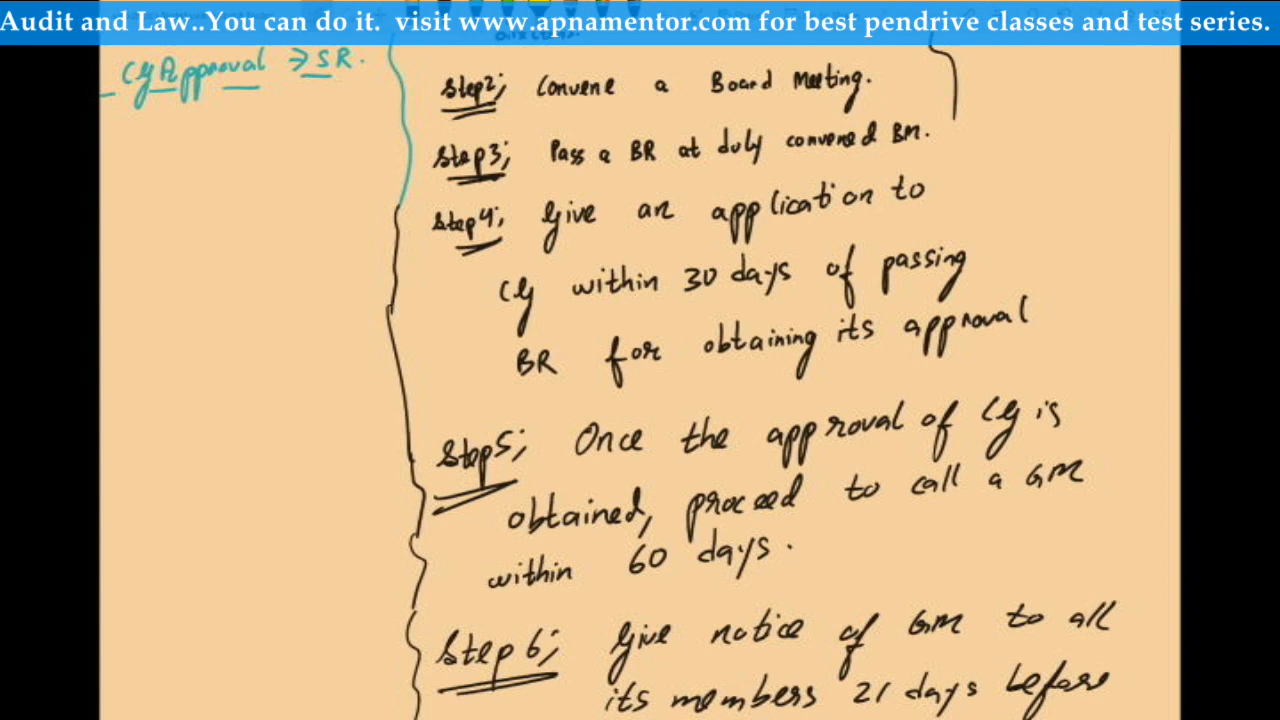 Audit and Law..You can do it. visit www.apnamentor.com for best pendrive classes and test series.
CG Approval → SR.
Step2; Convene a Board Meeting.
Step3; Pass a BR at duly convened BM.
Step4; Give an application to
CG within 30 days of passing
BR for obtaining its approval
Step5; Once the approval of CG is
obtained, proceed to call a GM
within 60 days.
Step 6; Give notice of GM to all
its members 21 days before